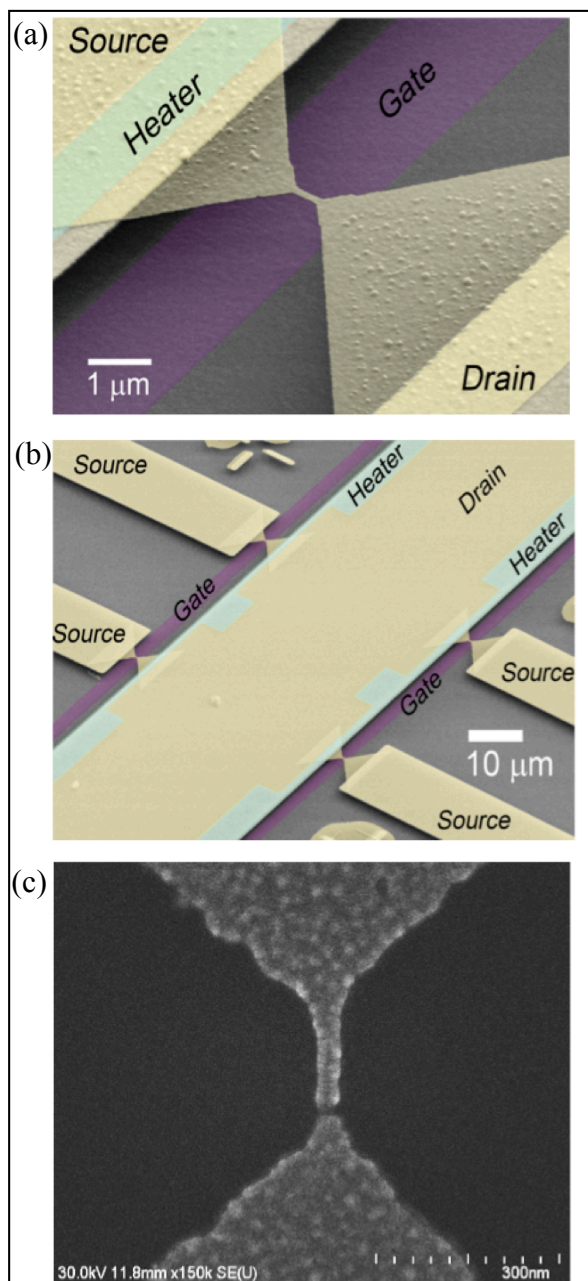 (a)
Source
Heater
Gate
1 μm
Drain
(b)
Source
Heater
Drain
Heater
Gate
Source
Gate
Source
10 μm
Source
(c)
30.0kV 11.8mm x150k SE(U)
300nm